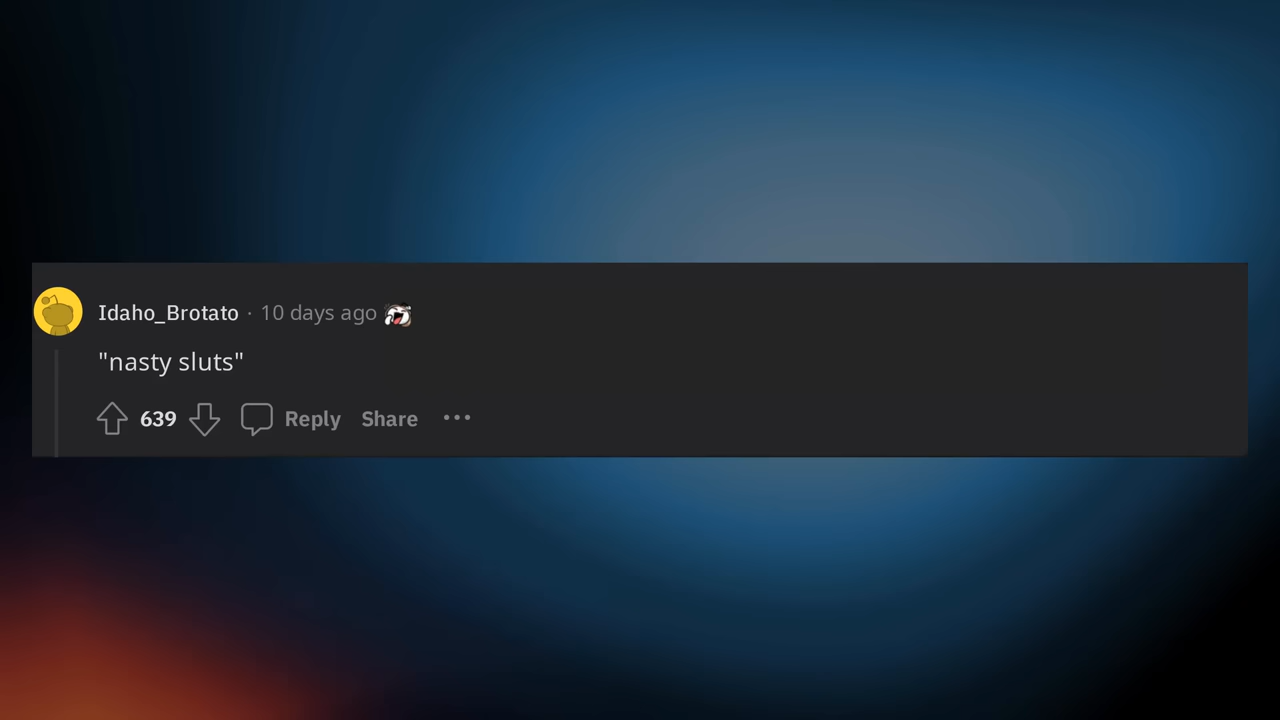 Idaho_Brotato · 10 days ago
"nasty sluts"
639 Reply Share ···